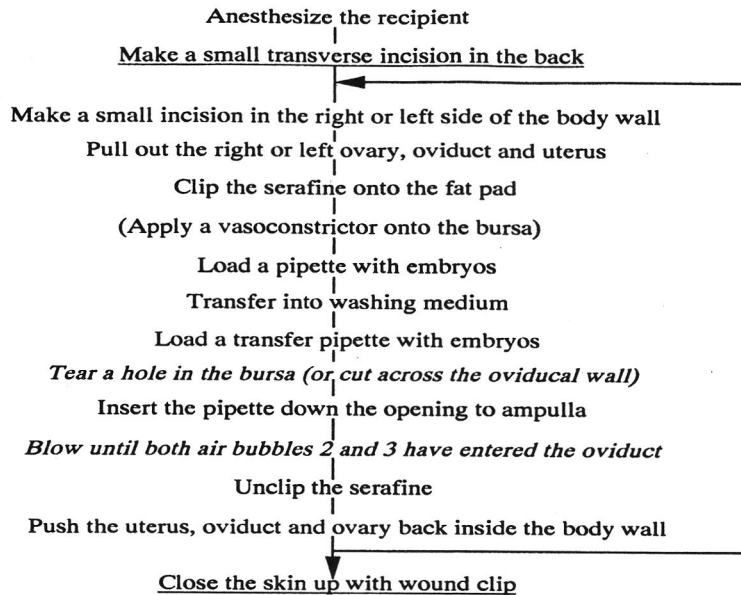 Anesthesize the recipient
Make a small transverse incision in the back
Make a small incision in the right or left side of the body wall
Pull out the right or left ovary, oviduct and uterus
Clip the serafine onto the fat pad
(Apply a vasoconstrictor onto the bursa)
Load a pipette with embryos
Transfer into washing medium
Load a transfer pipette with embryos
Tear a hole in the bursa (or cut across the oviducal wall)
Insert the pipette down the opening to ampulla
Blow until both air bubbles 2 and 3 have entered the oviduct
Unclip the serafine
Push the uterus, oviduct and ovary back inside the body wall
Close the skin up with wound clip